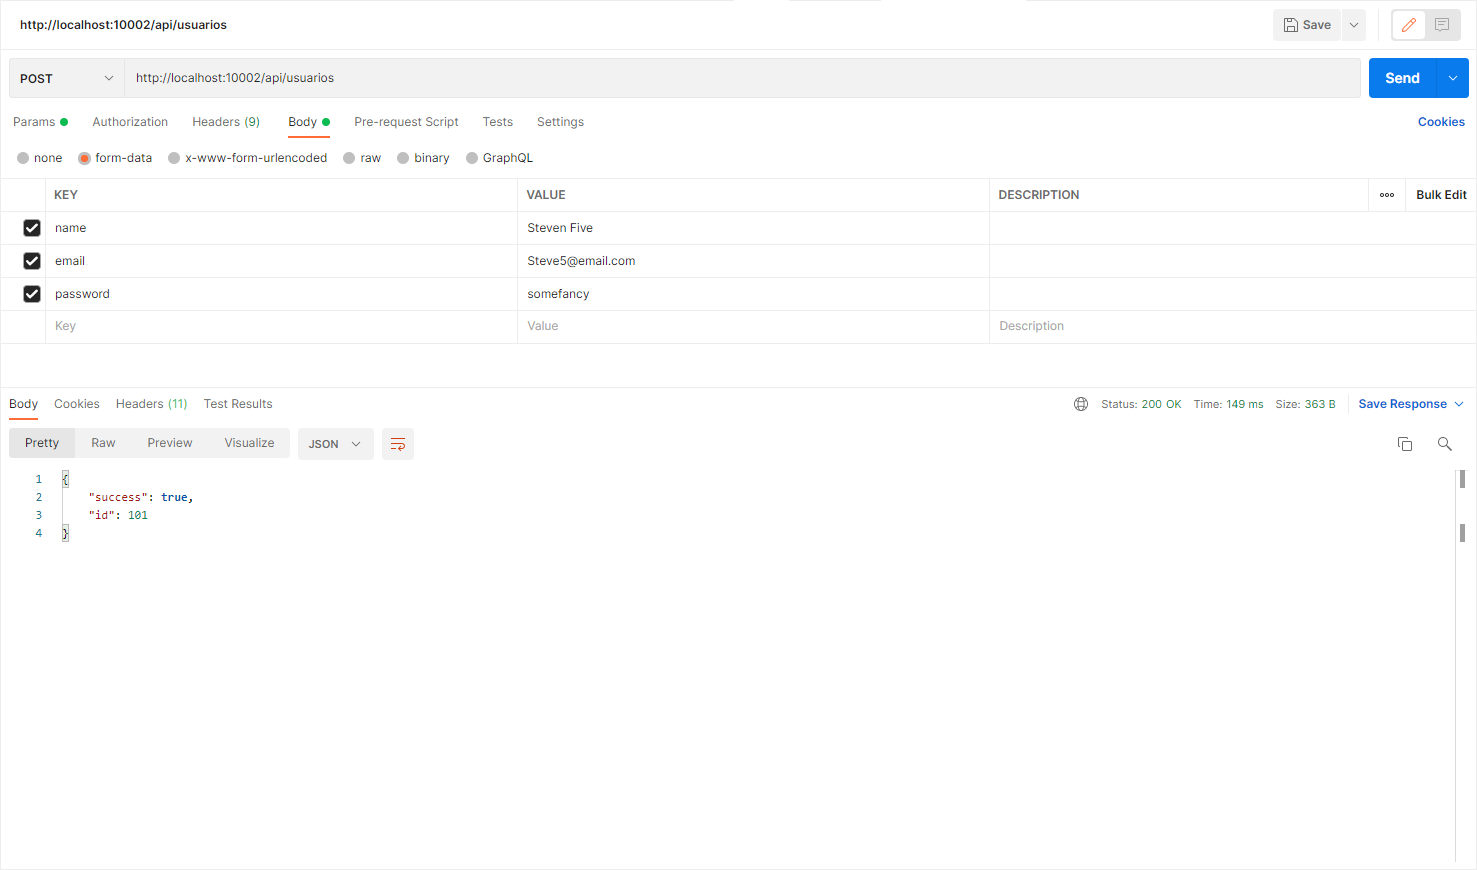 http://localhost:10002/api/usuarios
Save
POST
http://localhost:10002/api/usuarios
Send
Params
Authorization
Headers (9)
Body
Pre-request Script
Tests
Settings
Cookies
none
form-data
x-www-form-urlencoded
raw
binary
GraphQL
KEY VALUE DESCRIPTION Bulk Edit
name Steven Five
email Steve5@email.com
password somefancy
Key Value Description
Body Cookies Headers (11) Test Results
Status: 200 OK Time: 149 ms Size: 363 B Save Response
Pretty Raw Preview Visualize JSON
1 {
2 "success": true,
3 "id": 101
4 }